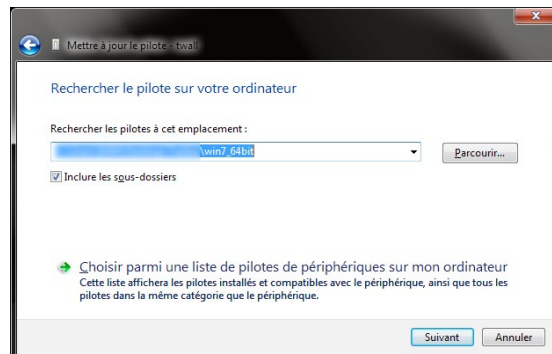 Mettre à jour le pilote - twall
Rechercher le pilote sur votre ordinateur
Rechercher les pilotes à cet emplacement :
\win7_64bit
Parcourir...
Inclure les sous-dossiers
Choisir parmi une liste de pilotes de périphériques sur mon ordinateur
Cette liste affichera les pilotes installés et compatibles avec le périphérique, ainsi que tous les
pilotes dans la même catégorie que le périphérique.
Suivant Annuler